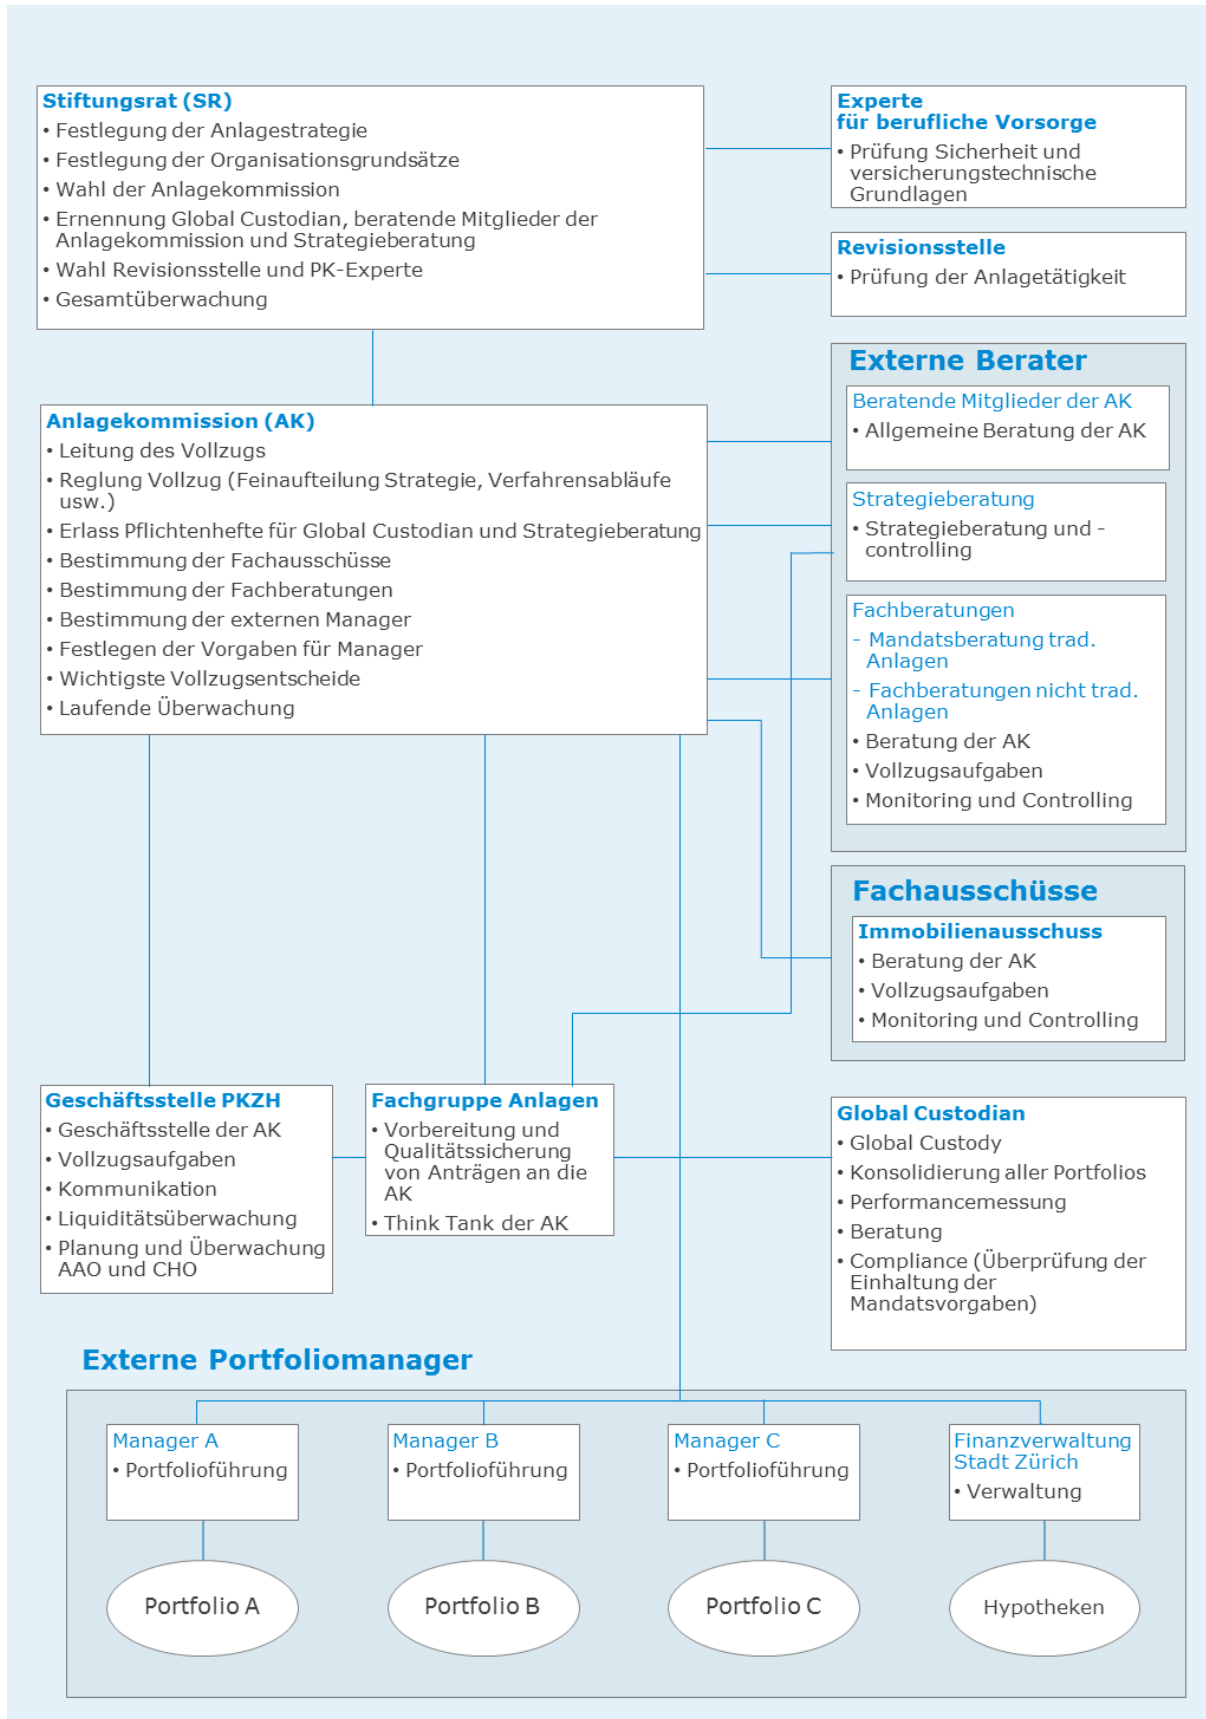 Stiftungsrat (SR)
• Festlegung der Anlagestrategie
• Festlegung der Organisationsgrundsätze
• Wahl der Anlagekommission
• Ernennung Global Custodian, beratende Mitglieder der
Anlagekommission und Strategieberatung
• Wahl Revisionsstelle und PK-Experte
• Gesamtüberwachung
Experte
für berufliche Vorsorge
• Prüfung Sicherheit und
versicherungstechnische
Grundlagen
Revisionsstelle
• Prüfung der Anlagetätigkeit
Anlagekommission (AK)
• Leitung des Vollzugs
• Reglung Vollzug (Feinaufteilung Strategie, Verfahrensabläufe
usw.)
• Erlass Pflichtenhefte für Global Custodian und Strategieberatung
• Bestimmung der Fachausschüsse
• Bestimmung der Fachberatungen
• Bestimmung der externen Manager
• Festlegen der Vorgaben für Manager
• Wichtigste Vollzugsentscheide
• Laufende Überwachung
Externe Berater
Beratende Mitglieder der AK
• Allgemeine Beratung der AK
Strategieberatung
• Strategieberatung und -
controlling
Fachberatungen
- Mandatsberatung trad.
Anlagen
- Fachberatungen nicht trad.
Anlagen
• Beratung der AK
• Vollzugsaufgaben
• Monitoring und Controlling
Fachausschüsse
Immobilienausschuss
• Beratung der AK
• Vollzugsaufgaben
• Monitoring und Controlling
Geschäftsstelle PKZH
• Geschäftsstelle der AK
• Vollzugsaufgaben
• Kommunikation
• Liquiditätsüberwachung
• Planung und Überwachung
AAO und CHO
Fachgruppe Anlagen
• Vorbereitung und
Qualitätssicherung
von Anträgen an die
AK
• Think Tank der AK
Global Custodian
• Global Custody
• Konsolidierung aller Portfolios
• Performancemessung
• Beratung
• Compliance (Überprüfung der
Einhaltung der
Mandatsvorgaben)
Externe Portfoliomanager
Manager A
• Portfolioführung
Manager B
• Portfolioführung
Manager C
• Portfolioführung
Finanzverwaltung
Stadt Zürich
• Verwaltung
Portfolio A
Portfolio B
Portfolio C
Hypotheken